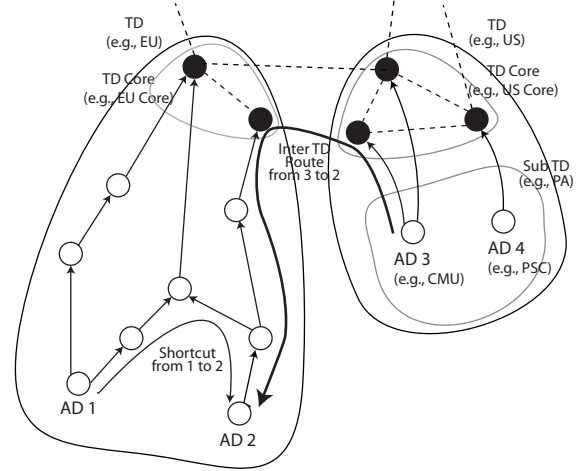 TD
(e.g., EU)
TD Core
(e.g., EU Core)
TD
(e.g., US)
TD Core
(e.g., US Core)
Inter TD
Route
from 3 to 2
Sub TD
(e.g., PA)
AD 3
(e.g., CMU)
AD 4
(e.g., PSC)
Shortcut
from 1 to 2
AD 1
AD 2